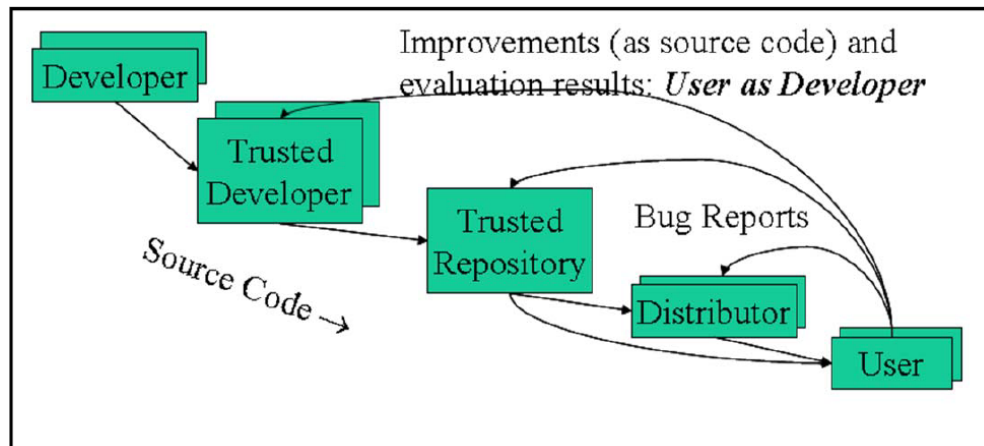 Improvements (as source code) and
evaluation results: User as Developer
Developer
Trusted
Developer
Trusted
Repository
Bug Reports
Source Code →
Distributor
User